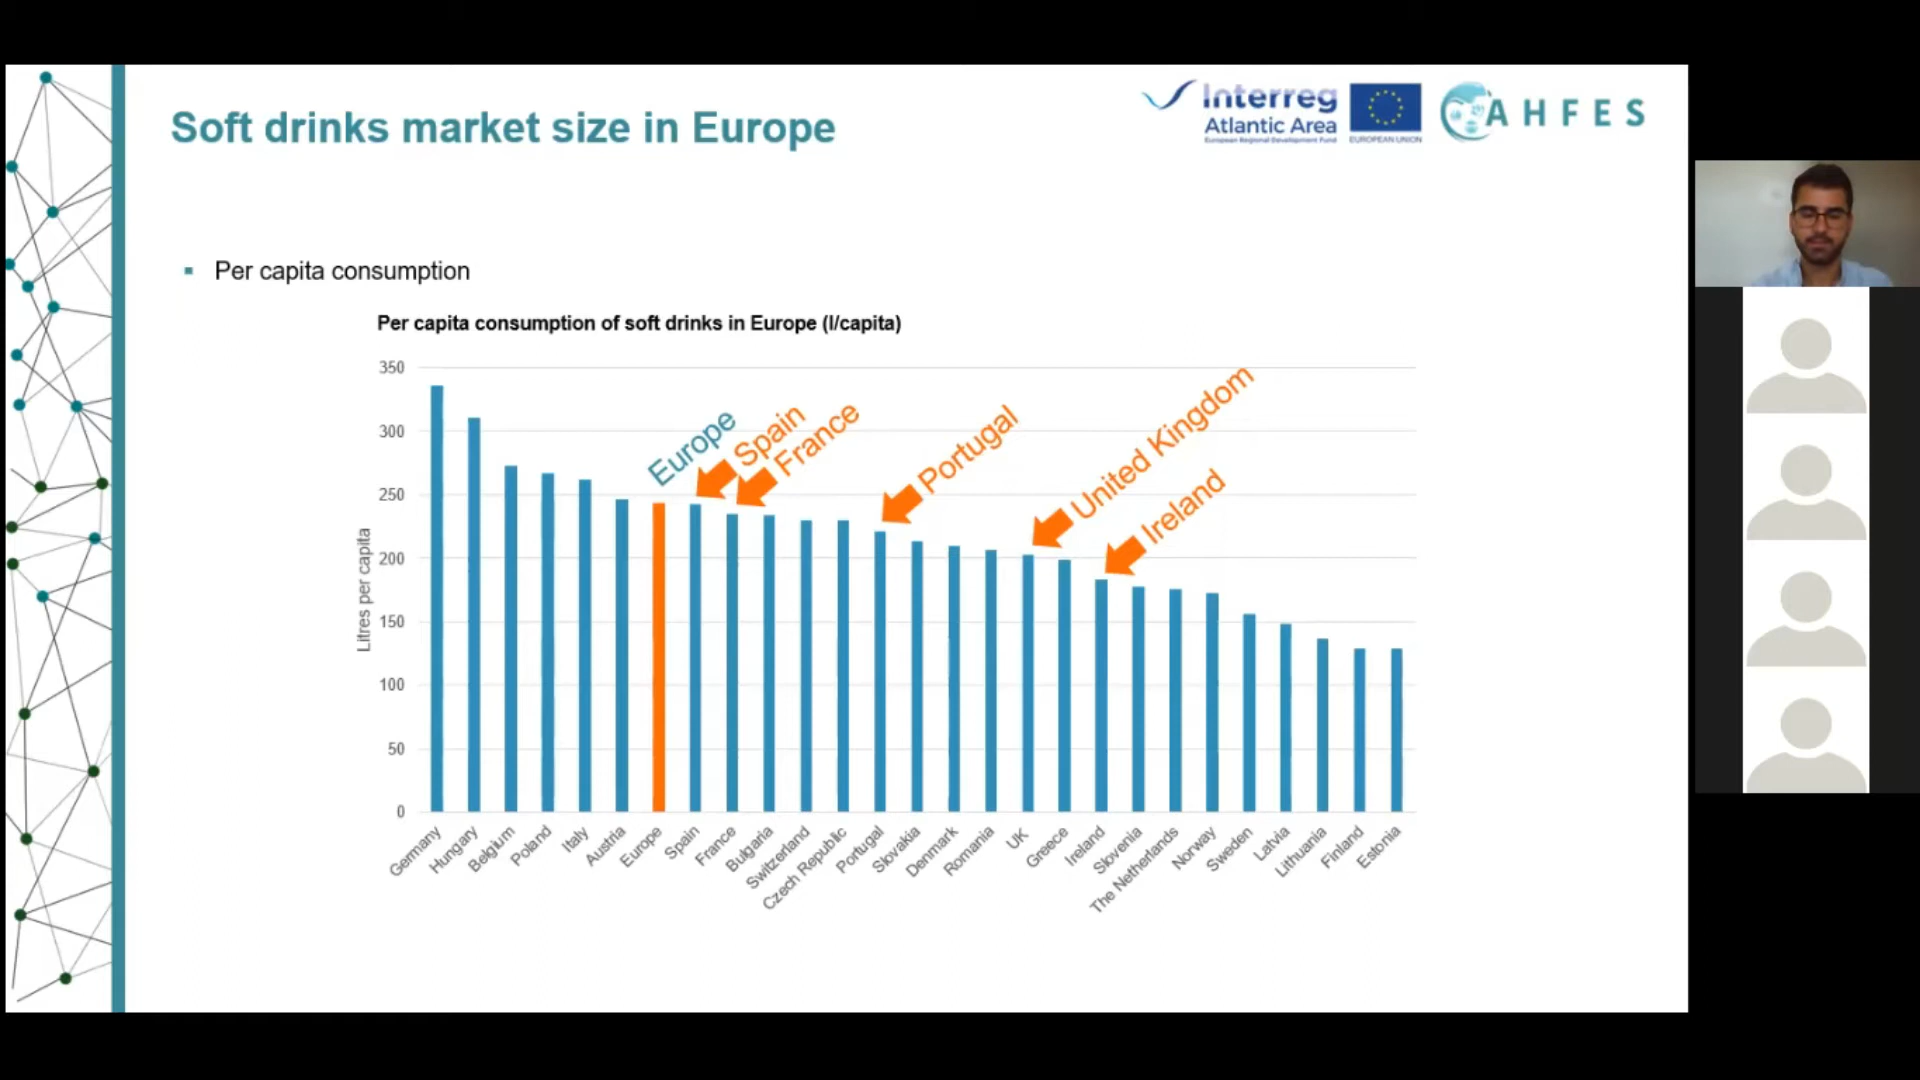 Soft drinks market size in Europe
Interreg
Atlantic Area
European Regional Development Fund
EUROPEAN UNION
AHFES
Per capita consumption
Per capita consumption of soft drinks in Europe (l/capita)
350
300
250
200
150
100
50
0
Litres per capita
Europe
Spain
France
Portugal
United Kingdom
Ireland
Germany
Hungary
Belgium
Poland
Italy
Austria
Europe
Spain
France
Bulgaria
Switzerland
Czech Republic
Portugal
Slovakia
Denmark
Romania
UK
Greece
Ireland
Slovenia
The Netherlands
Norway
Sweden
Latvia
Lithuania
Finland
Estonia